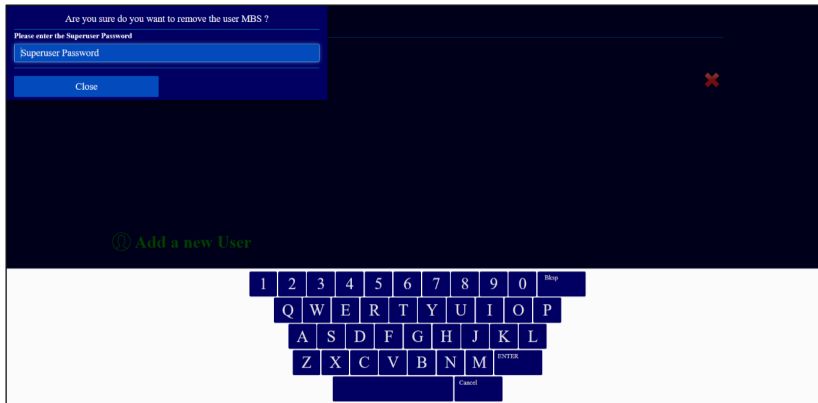 Are you sure do you want to remove the user MBS ?
Please enter the Superuser Password
Superuser Password
Close
Add a new User
1 2 3 4 5 6 7 8 9 0 Bksp
Q W E R T Y U I O P
A S D F G H J K L
Z X C V B N M ENTER
Cancel